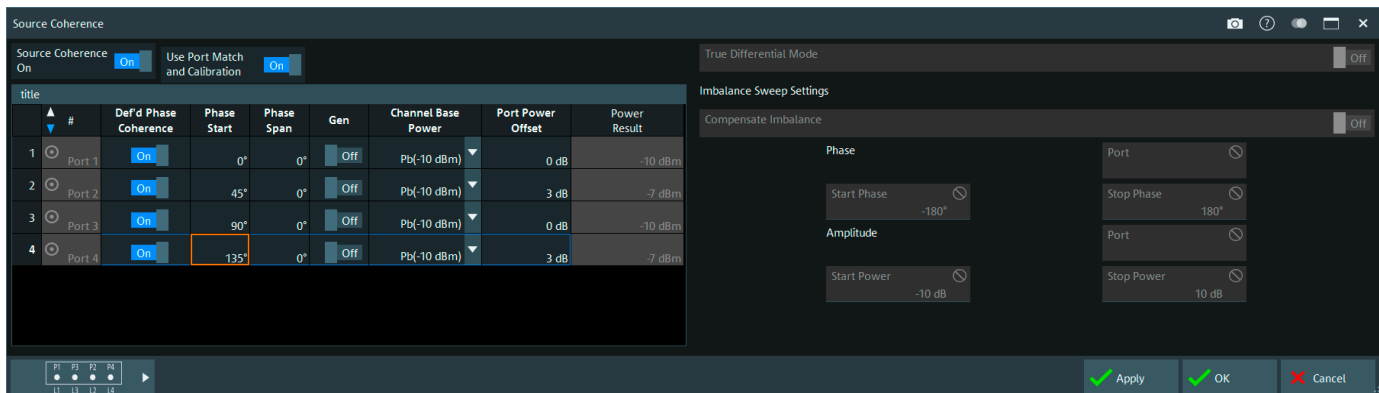 Source Coherence
Source Coherence On On Use Port Match and Calibration On
title
# Def'd Phase Coherence Phase Start Phase Span Gen Channel Base Power Port Power Offset Power Result
1 Port 1 On 0° 0° Off Pb(-10 dBm) 0 dB -10 dBm
2 Port 2 On 45° 0° Off Pb(-10 dBm) 3 dB -7 dBm
3 Port 3 On 90° 0° Off Pb(-10 dBm) 0 dB -10 dBm
4 Port 4 On 135° 0° Off Pb(-10 dBm) 3 dB -7 dBm
True Differential Mode Off
Imbalance Sweep Settings
Compensate Imbalance Off
Phase Port
Start Phase -180° Stop Phase 180°
Amplitude Port
Start Power -10 dB Stop Power 10 dB
P1 P3 P2 P4
L1 L3 L2 L4
Apply OK Cancel